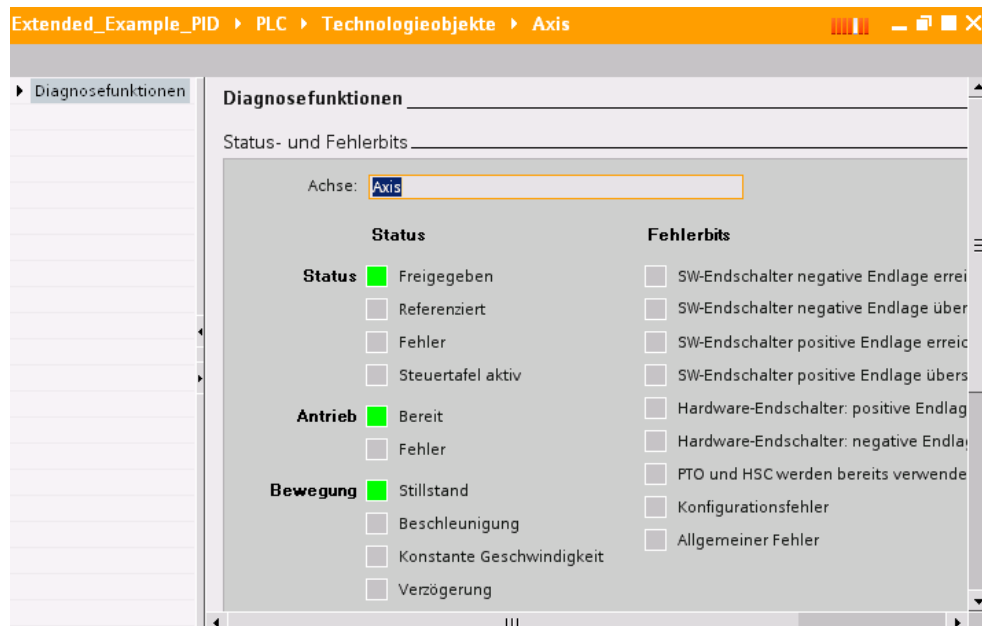 Extended_Example_PID ▸ PLC ▸ Technologieobjekte ▸ Axis
Diagnosefunktionen
Diagnosefunktionen
Status- und Fehlerbits
Achse: Axis
Status
Status Freigegeben
Referenziert
Fehler
Steuertafel aktiv
Antrieb Bereit
Fehler
Bewegung Stillstand
Beschleunigung
Konstante Geschwindigkeit
Verzögerung
Fehlerbits
SW-Endschalter negative Endlage errei
SW-Endschalter negative Endlage über
SW-Endschalter positive Endlage erreic
SW-Endschalter positive Endlage übers
Hardware-Endschalter: positive Endlag
Hardware-Endschalter: negative Endla
PTO und HSC werden bereits verwende
Konfigurationsfehler
Allgemeiner Fehler